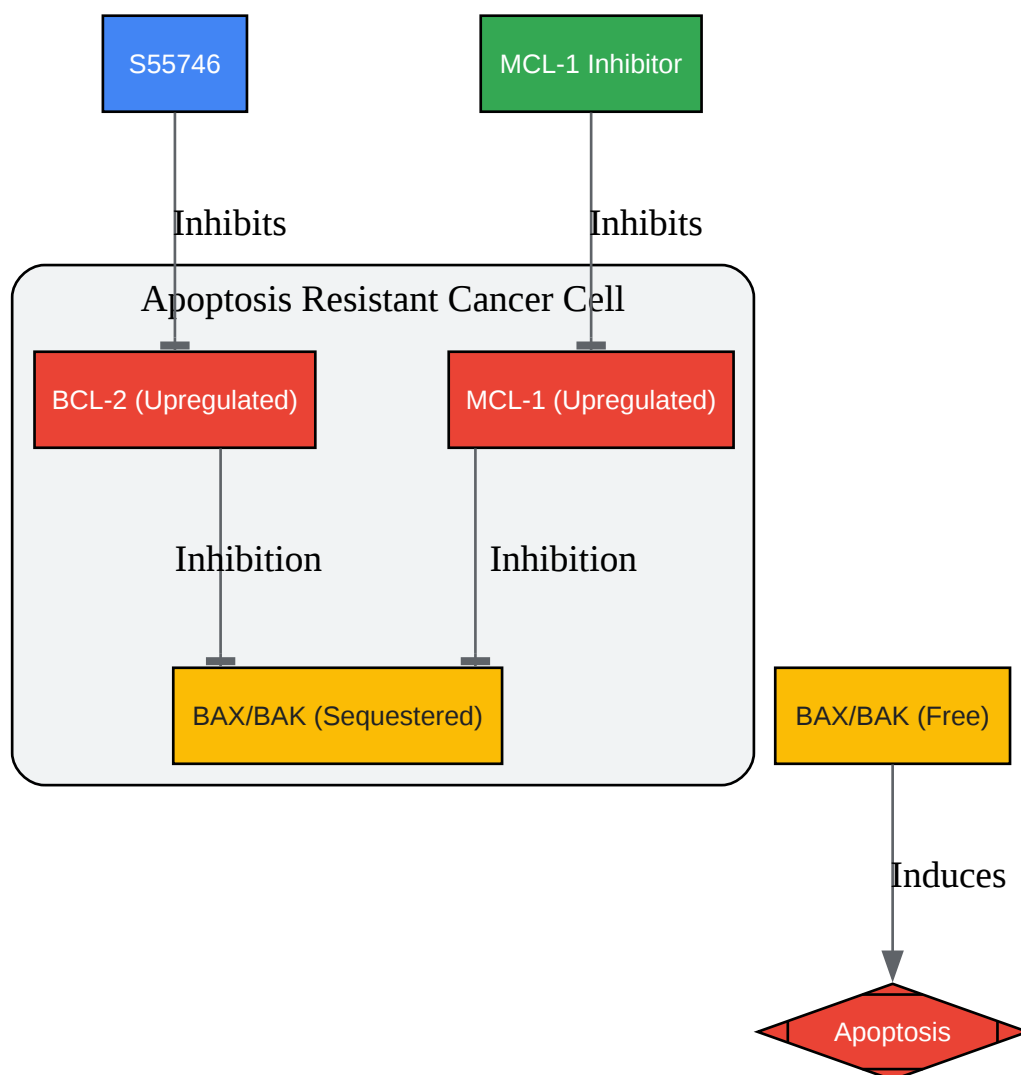 S55746
MCL-1 Inhibitor
Inhibits
Inhibits
Apoptosis Resistant Cancer Cell
BCL-2 (Upregulated)
MCL-1 (Upregulated)
Inhibition
Inhibition
BAX/BAK (Sequestered)
BAX/BAK (Free)
Induces
Apoptosis